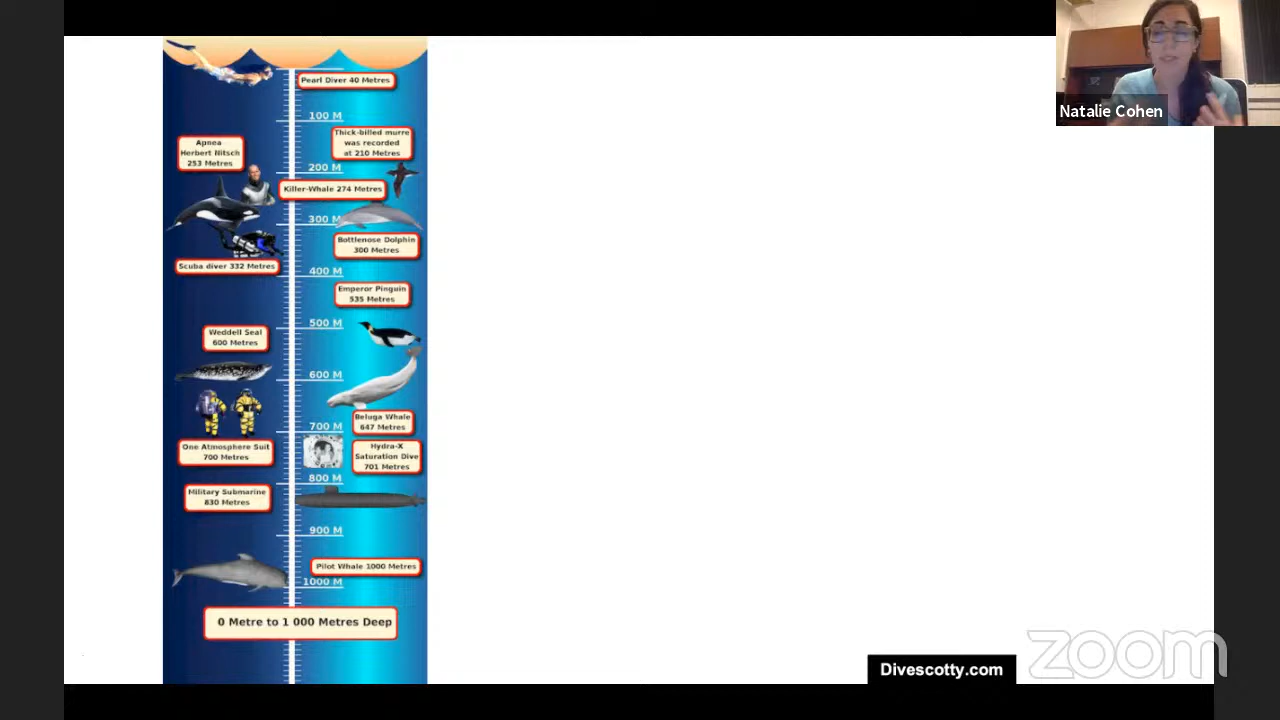 Natalie Cohen
Pearl Diver 40 Metres
100 M
Thick-billed murre
was recorded
at 210 Metres
Apnea
Herbert Nitsch
253 Metres
200 M
Killer-Whale 274 Metres
300 M
Bottlenose Dolphin
300 Metres
Scuba diver 332 Metres
400 M
Emperor Pinguin
535 Metres
500 M
Weddell Seal
600 Metres
600 M
Beluga Whale
647 Metres
700 M
One Atmosphere Suit
700 Metres
Hydra-X
Saturation Dive
701 Metres
800 M
Military Submarine
830 Metres
900 M
Pilot Whale 1000 Metres
1000 M
0 Metre to 1 000 Metres Deep
Divescotty.com
zoom